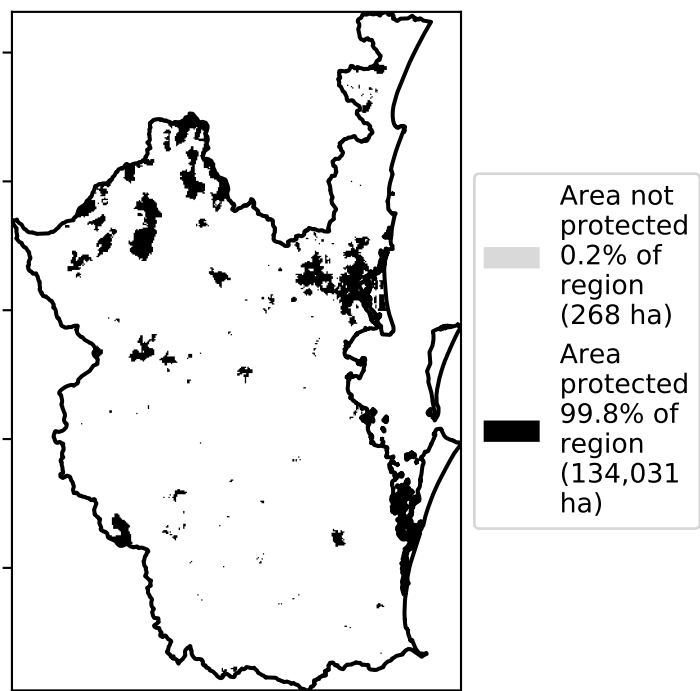 Area not
protected
0.2% of
region
(268 ha)
Area
protected
99.8% of
region
(134,031
ha)